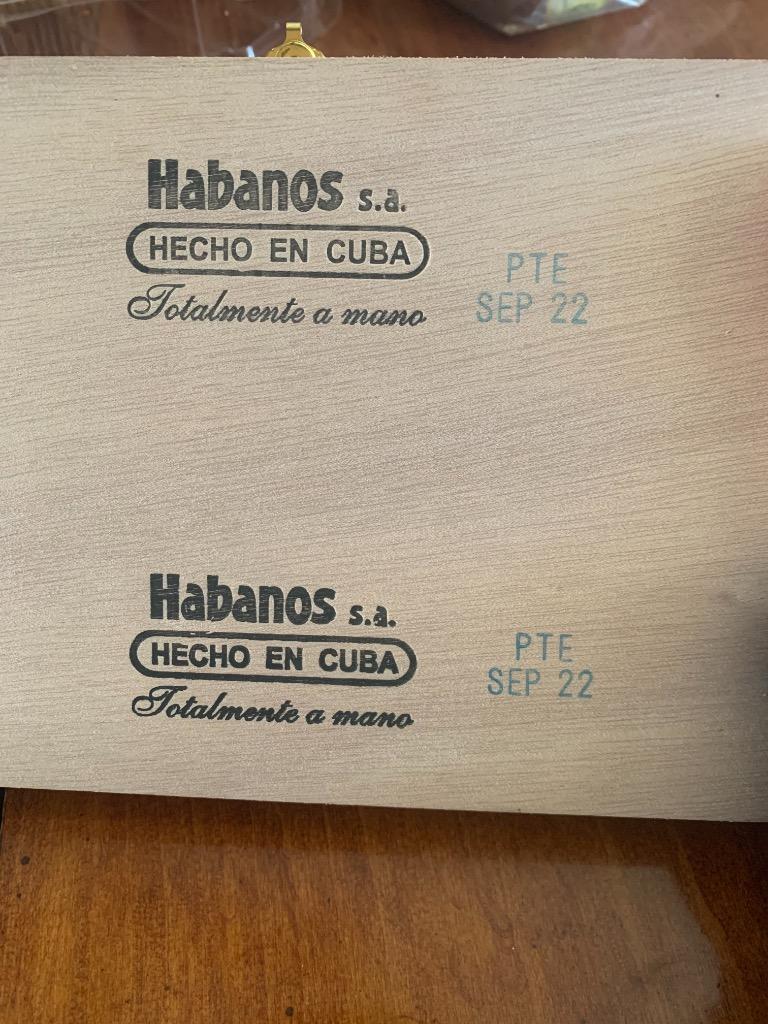 Habanos s.a.
HECHO EN CUBA
Totalmente a mano
PTE
SEP 22
Habanos s.a.
HECHO EN CUBA
Totalmente a mano
PTE
SEP 22